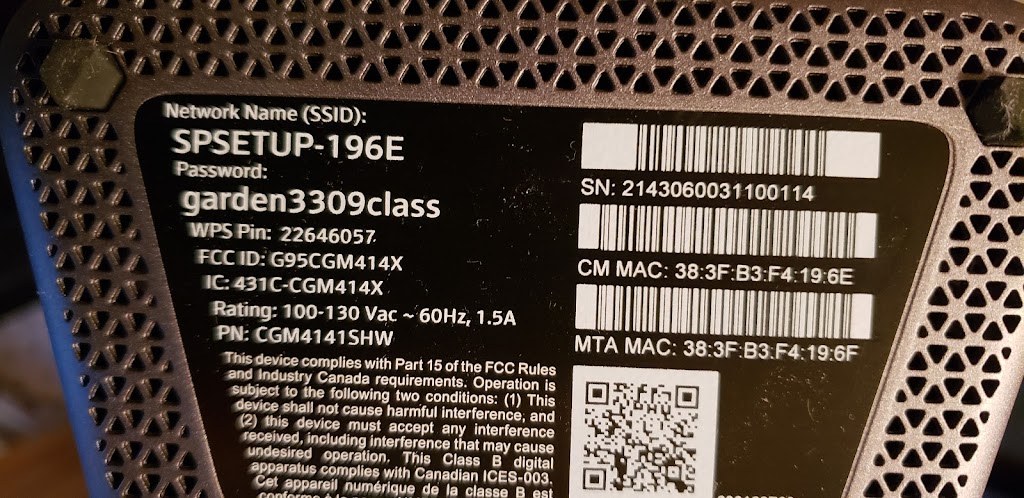 Network Name (SSID):
SPSETUP-196E
Password:
garden3309class
WPS Pin: 22646057
FCC ID: G95CGM414X
IC: 431C-CGM414X
Rating: 100-130 Vac ~ 60Hz, 1.5A
PN: CGM4141SHW
This device complies with Part 15 of the FCC Rules
and Industry Canada requirements. Operation is
subject to the following two conditions: (1) This
device shall not cause harmful interference, and
(2) this device must accept any interference
received, including interference that may cause
undesired operation. This Class B digital
apparatus complies with Canadian ICES-003.
Cet appareil numérique de la classe B est
conforme à la
SN: 2143060031100114
CM MAC: 38:3F:B3:F4:19:6E
MTA MAC: 38:3F:B3:F4:19:6F